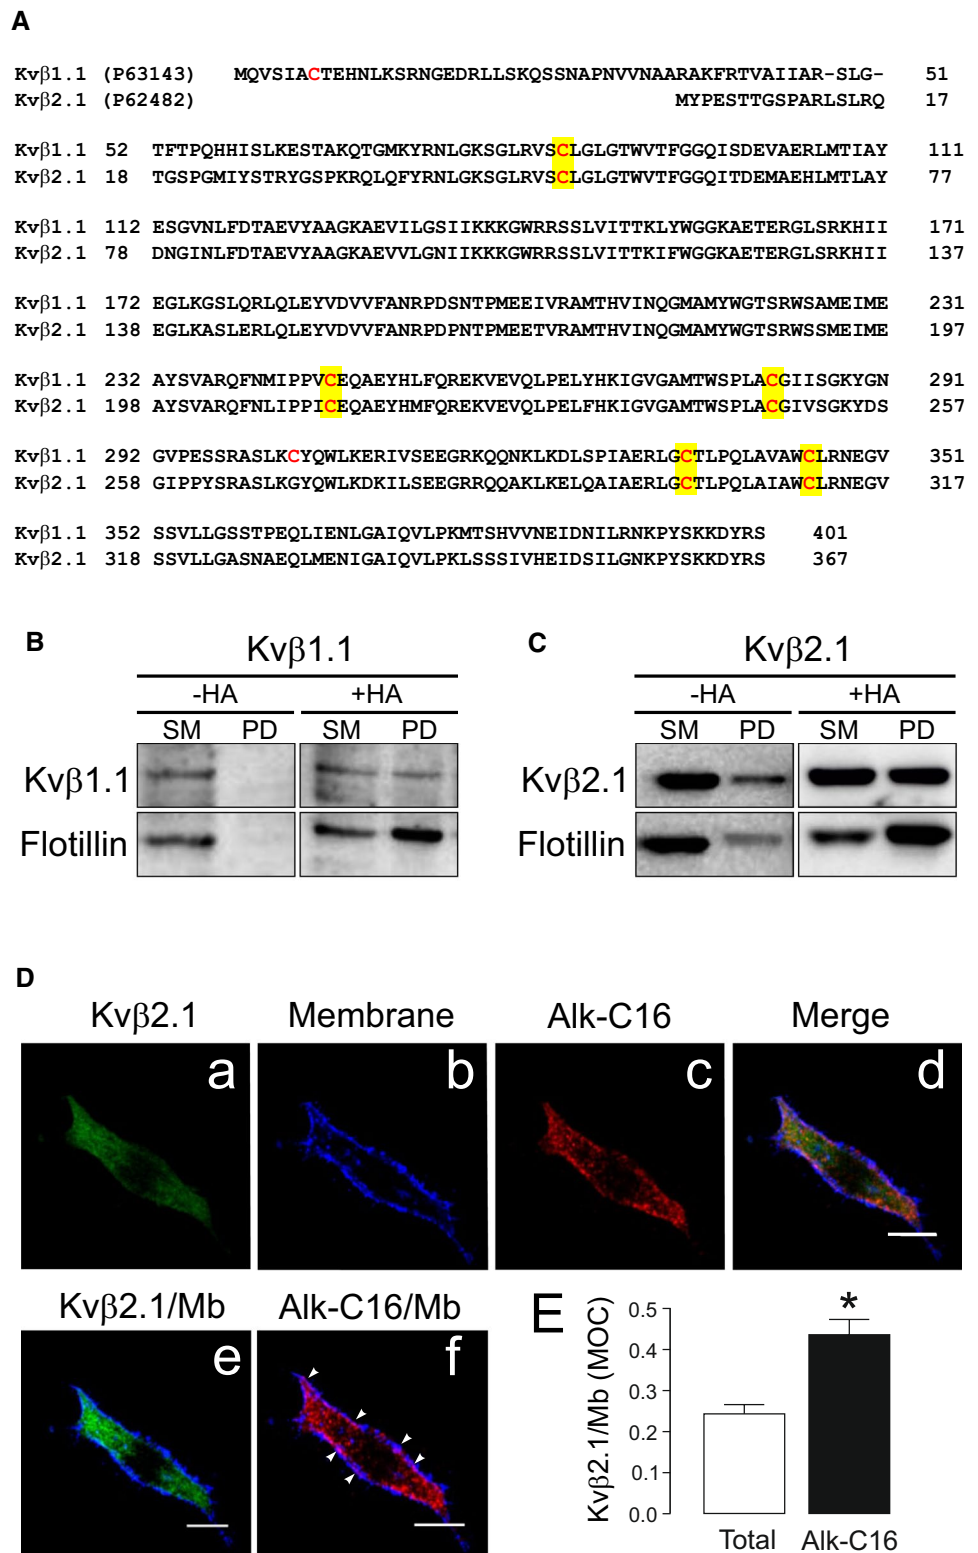 A
Kvβ1.1 (P63143) MQVSIACTEHNLKSRNGEDRLLSKQSSNAPNVVNAARAKFRTVAIIAR-SLG- 51
Kvβ2.1 (P62482) MYPESTTGSPARLSLRQ 17
Kvβ1.1 52 TFTPQHHISLKESTAKQTGMKYRNLGKSGLRVSCLGLGTWVTFGGQISDEVAERLMTIAY 111
Kvβ2.1 18 TGSPGMIYSTRYGSPKRQLQFYRNLGKSGLRVSCLGLGTWVTFGGQITDEMAEHLMTLAY 77
Kvβ1.1 112 ESGVNLFDTAEVYAAGKAEVILGSIIKKKGWRRSSLVITTKLYWGGKAETERGLSRKHII 171
Kvβ2.1 78 DNGINLFDTAEVYAAGKAEVVLGNIIKKKGWRRSSLVITTKIFWGGKAETERGLSRKHII 137
Kvβ1.1 172 EGLKGSLQRLQLEYVDVVFANRPDSNTPMEEIVRAMTHVINQGMAMYWGTSRWSAMEIME 231
Kvβ2.1 138 EGLKASLERLQLEYVDVVFANRPDPNTPMEETVRAMTHVINQGMAMYWGTSRWSSMEIME 197
Kvβ1.1 232 AYSVARQFNMIPPVCEQAEYHLFQREKVEVQLPELYHKIGVGAMTWSPLACGIISGKYGN 291
Kvβ2.1 198 AYSVARQFNLIPPICEQAEYHMFQREKVEVQLPELFHKIGVGAMTWSPLACGIVSGKYDS 257
Kvβ1.1 292 GVPESSRASLKCYQWLKERIVSEEGRKQQNKLKDLSPIAERLGCTLPQLAVAWCLRNEGV 351
Kvβ2.1 258 GIPPYSRASLKGYQWLKDKILSEEGRRQQAKLKELQAIAERLGCTLPQLAIAWCLRNEGV 317
Kvβ1.1 352 SSVLLGSSTPEQLIENLGAIQVLPKMTSHVVNEIDNILRNKPYSKKDYRS 401
Kvβ2.1 318 SSVLLGASNAEQLMENIGAIQVLPKLSSSIVHEIDSILGNKPYSKKDYRS 367
B
Kvβ1.1
-HA +HA
SM PD SM PD
Kvβ1.1
Flotillin
C
Kvβ2.1
-HA +HA
SM PD SM PD
Kvβ2.1
Flotillin
D
Kvβ2.1 Membrane Alk-C16 Merge
a b c d
Kvβ2.1/Mb Alk-C16/Mb
e f
E
Kvβ2.1/Mb (MOC)
0.5
0.4
0.3
0.2
0.1
0.0
*
Total Alk-C16